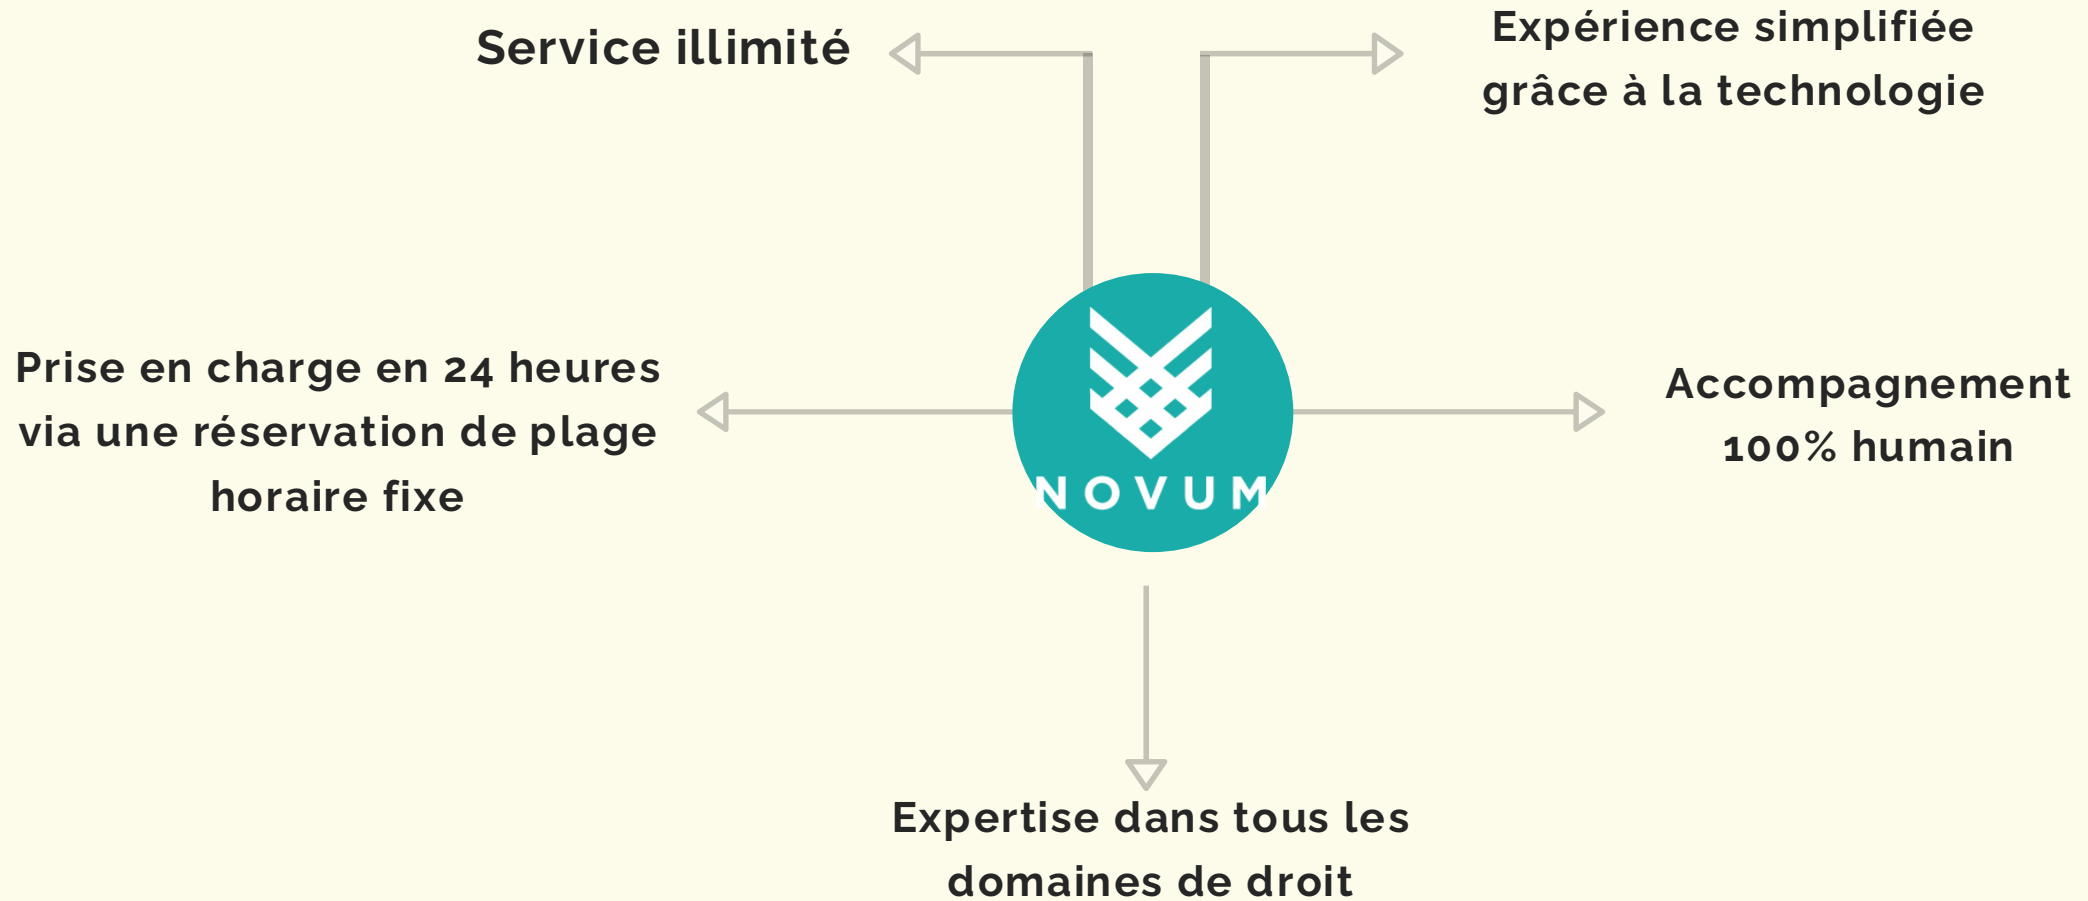 Service illimité
Expérience simplifiée
grâce à la technologie
Prise en charge en 24 heures
via une réservation de plage
horaire fixe
NOVUM
Accompagnement
100% humain
Expertise dans tous les
domaines de droit